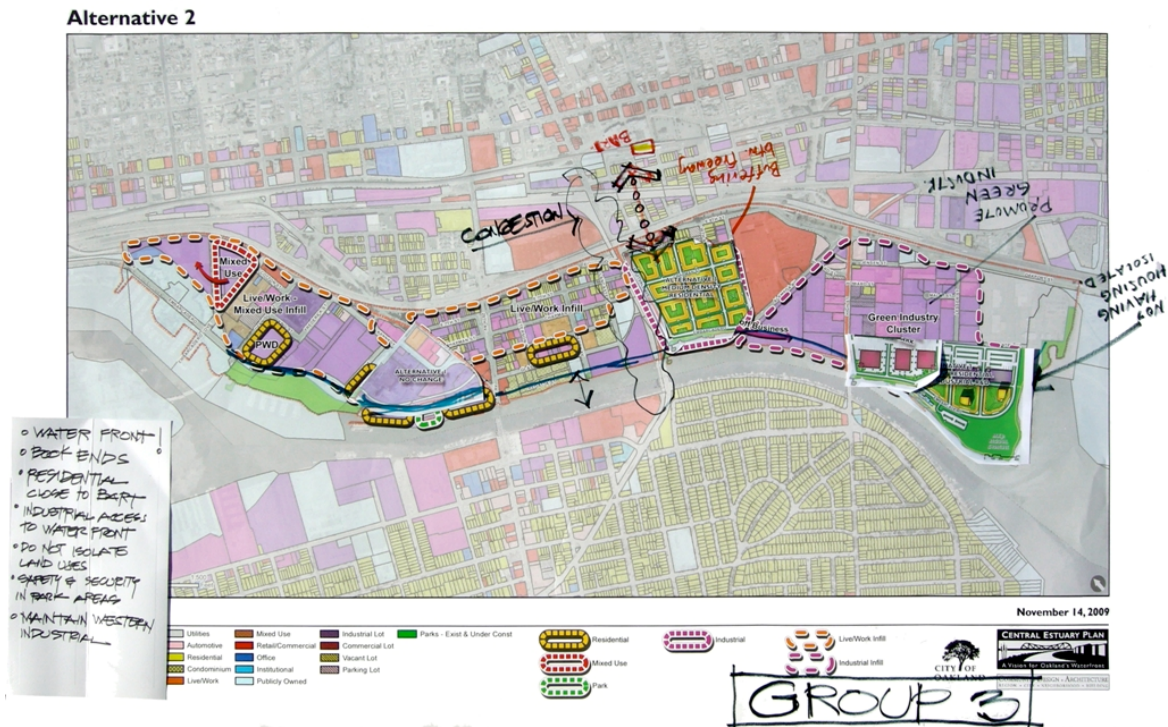 Alternative 2
BART
Buffering
btw. freeway
PROMOTE
GREEN
INDUSTR
CONGESTION
NOT
HAVING
HOUSING
ISOLATED
Mixed
Use
Live/Work -
Mixed Use Infill
PWD
ALTERNATIVE
NO CHANGE
Live/Work Infill
ALTERNATIVE
MEDIUM DENSITY
RESIDENTIAL
Business
Green Industry
Cluster
○ WATER FRONT!
○ BOOK ENDS
• RESIDENTIAL
CLOSE TO BART
• INDUSTRIAL ACCESS
TO WATER FRONT
• DO NOT ISOLATE
LAND USES
• SAFETY & SECURITY
IN PARK AREAS
○ MAINTAIN WESTERN
INDUSTRIAL
November 14, 2009
Utilities
Automotive
Residential
Condominium
Live/Work
Mixed Use
Retail/Commercial
Office
Institutional
Publicly Owned
Industrial Lot
Commercial Lot
Vacant Lot
Parking Lot
Parks - Exist & Under Const
Residential
Mixed Use
Park
Industrial
Live/Work Infill
Industrial Infill
CITY OF
OAKLAND
CENTRAL ESTUARY PLAN
A Vision for Oakland's Waterfront
DESIGN + ARCHITECTURE
GROUP 3